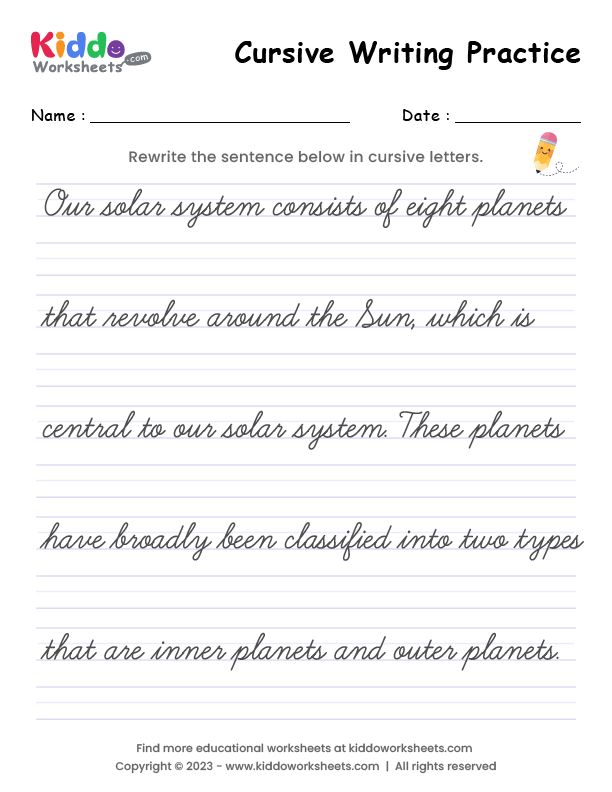 Kiddo
Worksheets.com
Cursive Writing Practice
Name :
Date :
Rewrite the sentence below in cursive letters.
Our solar system consists of eight planets
that revolve around the Sun, which is
central to our solar system. These planets
have broadly been classified into two types
that are inner planets and outer planets.
Find more educational worksheets at kiddoworksheets.com
Copyright © 2023 - www.kiddoworksheets.com | All rights reserved